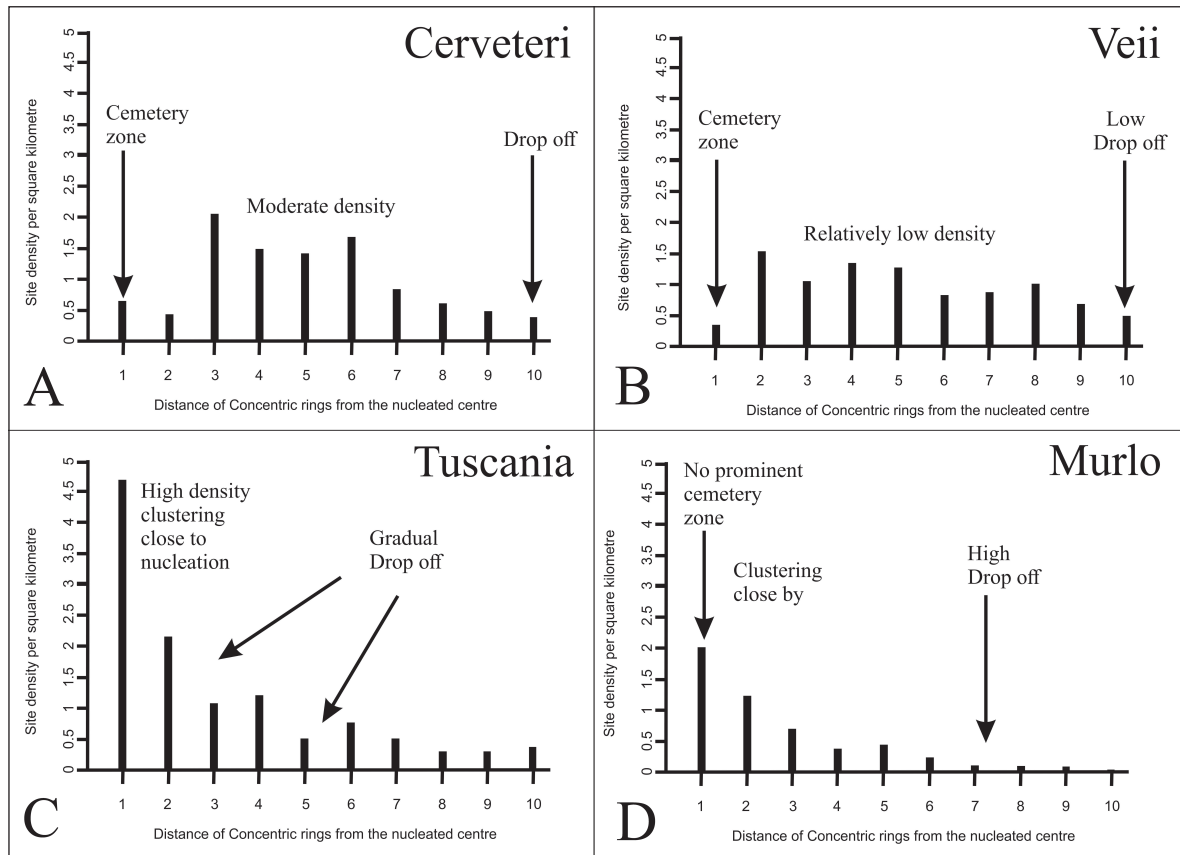 Cerveteri
Cemetery
zone
Drop off
Moderate density
Site density per square kilometre
5
4.5
4
3.5
3
2.5
2
1.5
1
0.5
0
1 2 3 4 5 6 7 8 9 10
Distance of Concentric rings from the nucleated centre
A
Veii
Cemetery
zone
Low
Drop off
Relatively low density
Site density per square kilometre
5
4.5
4
3.5
3
2.5
2
1.5
1
0.5
0
1 2 3 4 5 6 7 8 9 10
Distance of Concentric rings from the nucleated centre
B
Tuscania
High density
clustering
close to
nucleation
Gradual
Drop off
Site density per square kilometre
5
4.5
4
3.5
3
2.5
2
1.5
1
0.5
0
1 2 3 4 5 6 7 8 9 10
Distance of Concentric rings from the nucleated centre
C
Murlo
No prominent
cemetery
zone
Clustering
close by
High
Drop off
Site density per square kilometre
5
4.5
4
3.5
3
2.5
2
1.5
1
0.5
0
1 2 3 4 5 6 7 8 9 10
Distance of Concentric rings from the nucleated centre
D